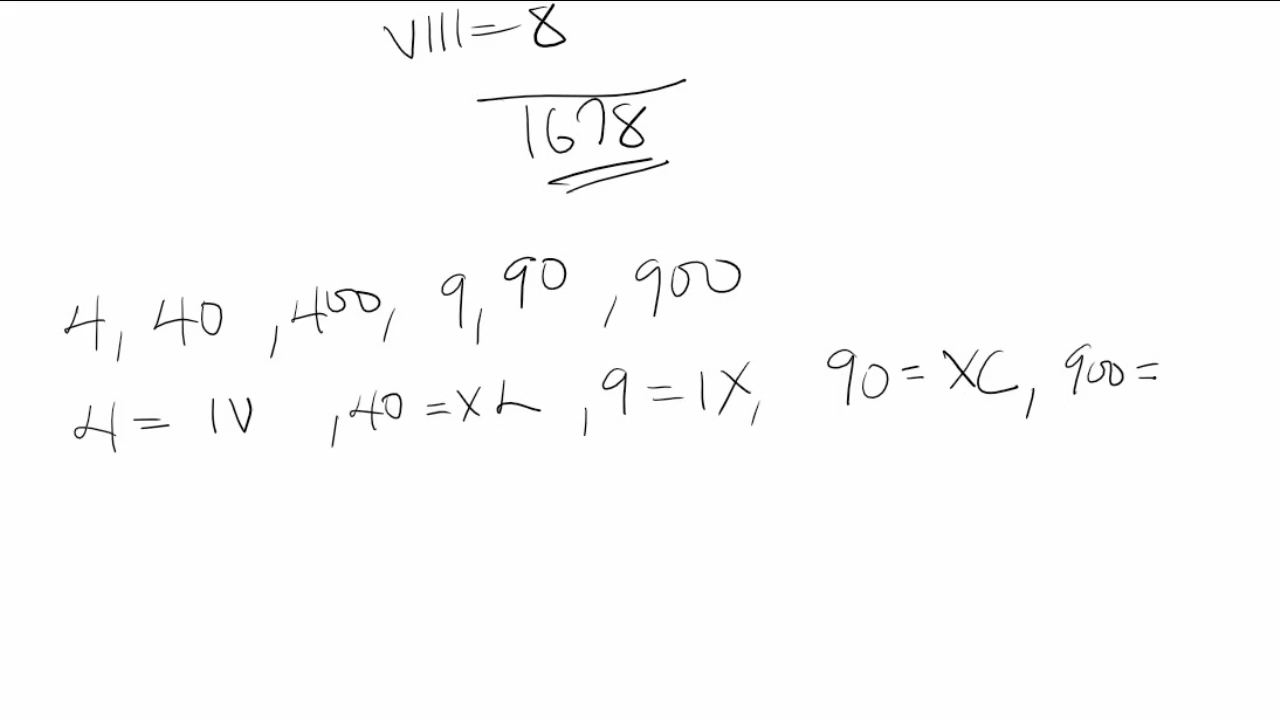 VIII = 8
1678
4, 40 , 400, 9, 90 , 900
4 = IV , 40 = XL , 9 = IX, 90 = XC, 900 =